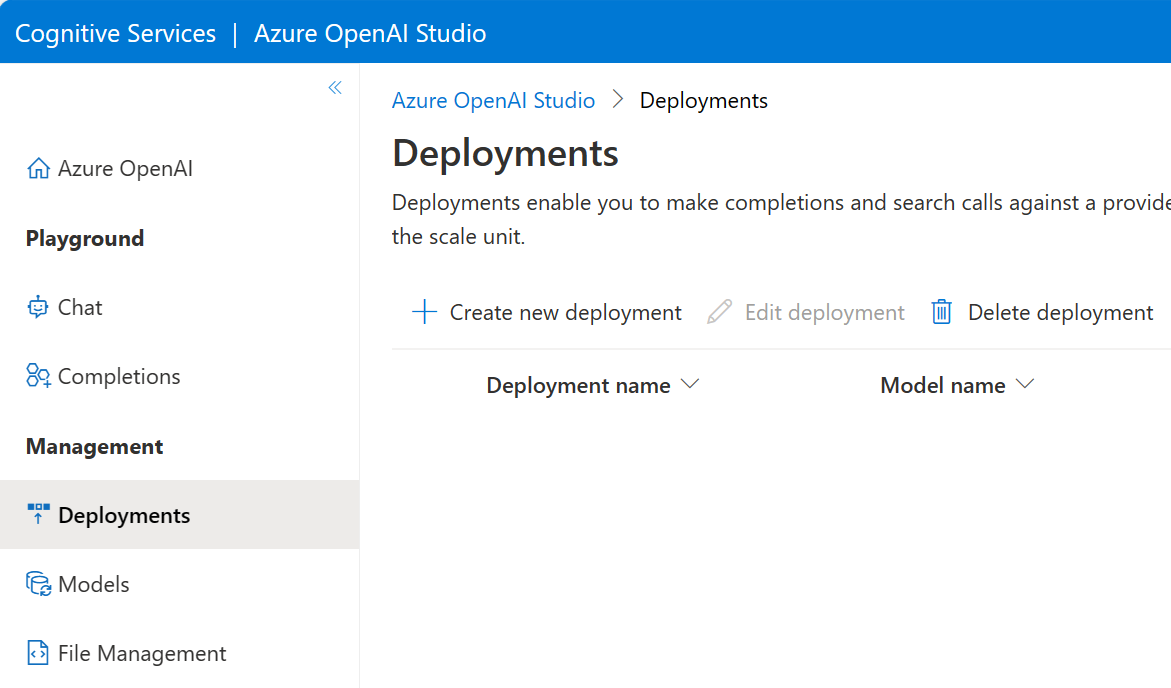 Cognitive Services | Azure OpenAI Studio
Azure OpenAI
Playground
Chat
Completions
Management
Deployments
Models
File Management
Azure OpenAI Studio > Deployments
Deployments
Deployments enable you to make completions and search calls against a provide
the scale unit.
Create new deployment Edit deployment Delete deployment
Deployment name Model name